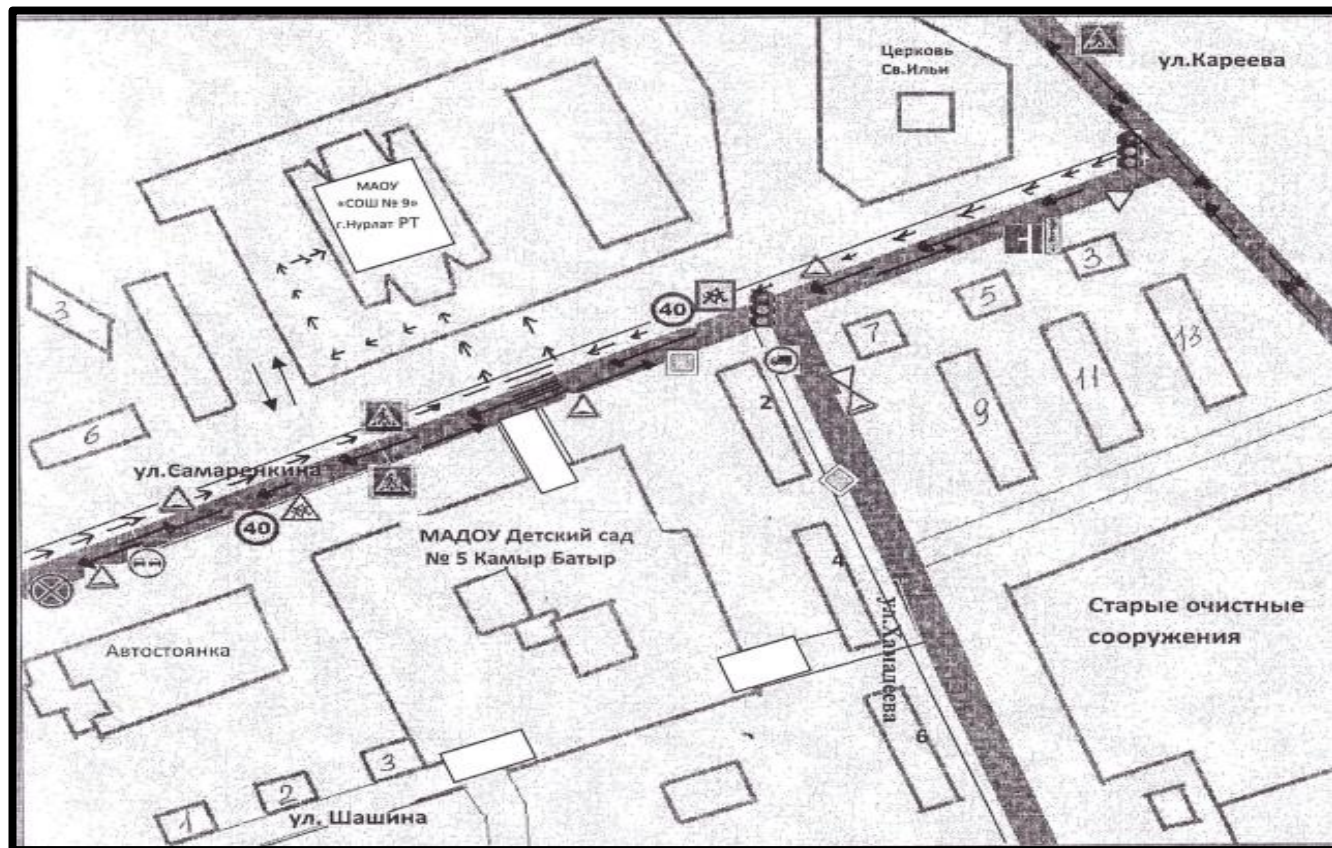 Церковь
Св.Ильи
ул.Кареева
МАОУ
«СОШ № 9»
г.Нурлат РТ
3
3
5
7
40
13
11
9
2
6
ул.Самаренкина
40
МАДОУ Детский сад
№ 5 Камыр Батыр
4
Старые очистные
сооружения
ул.Хамадеева
Автостоянка
6
3
2
1
ул. Шашина